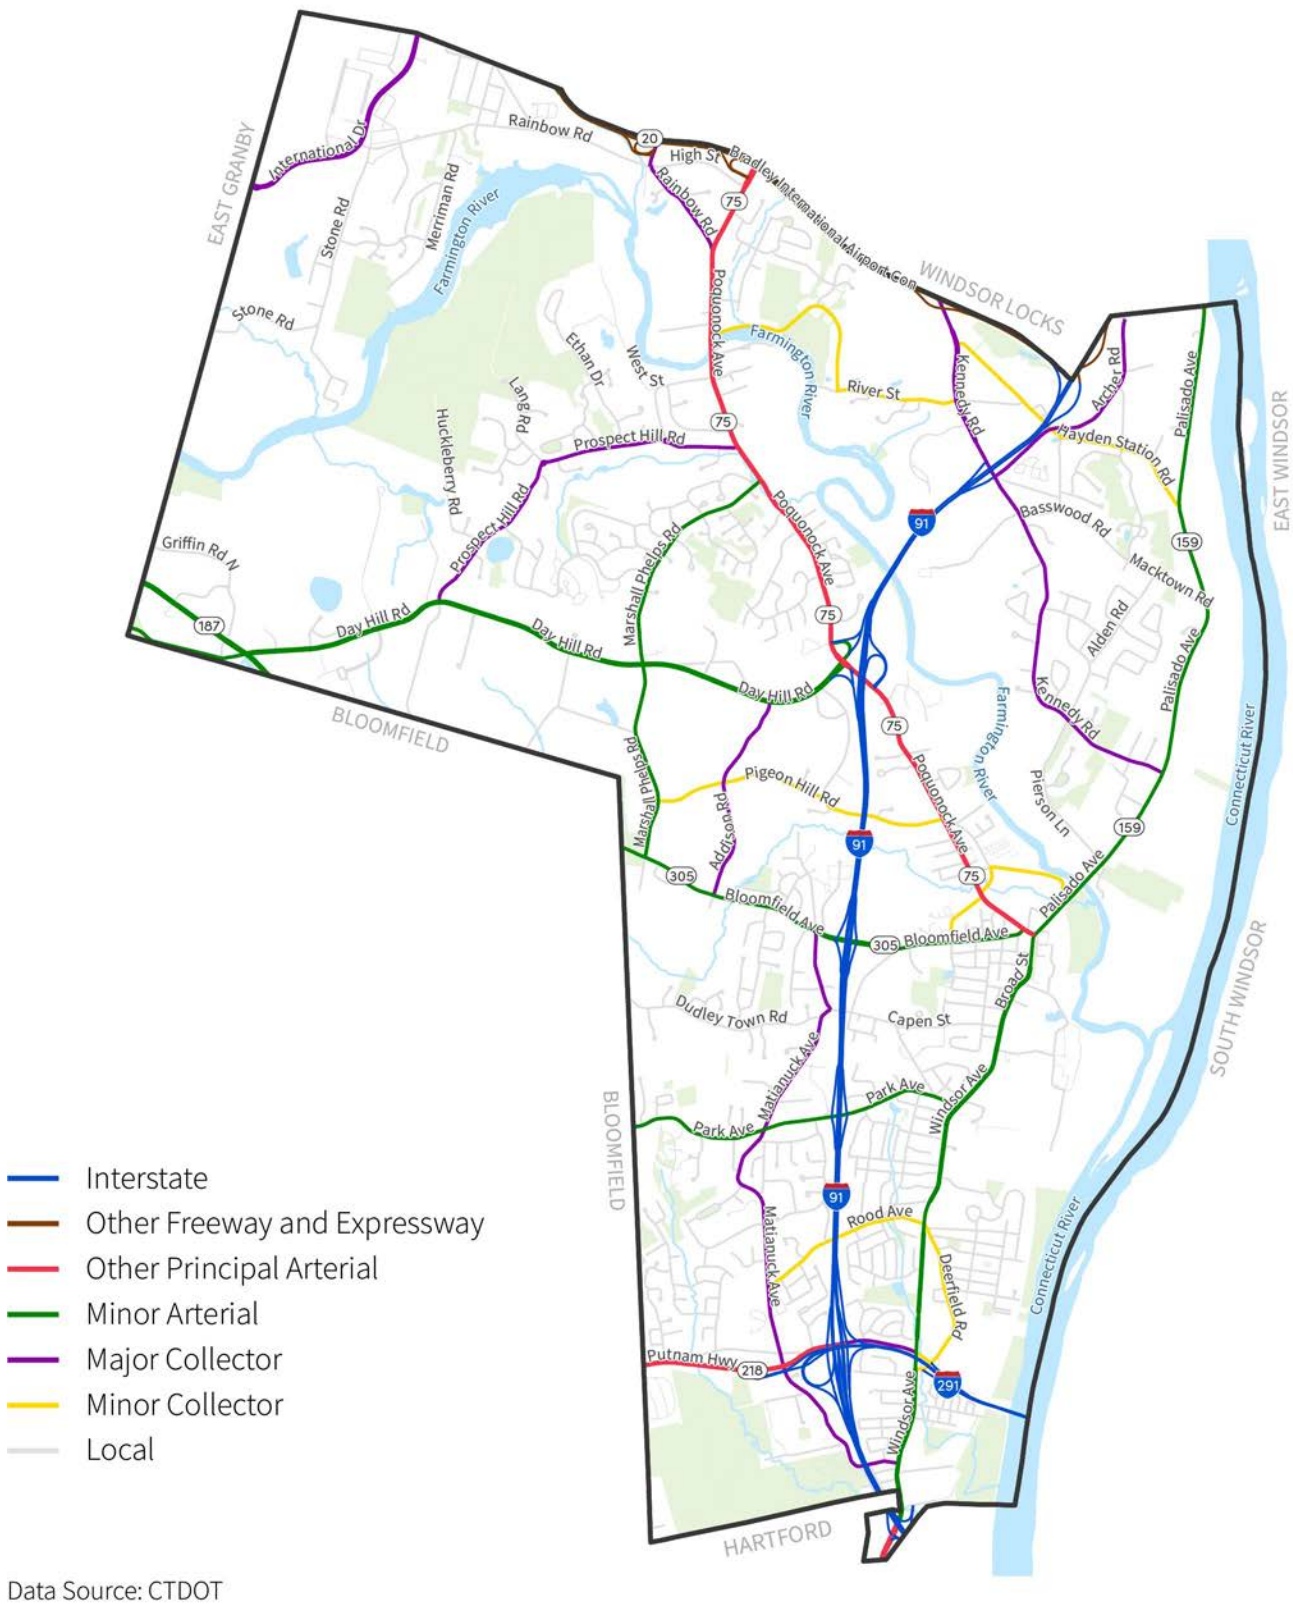 EAST GRANBY
International Dr
Rainbow Rd
20
High St
Bradley International Airport Con
Rainbow Rd
75
Merriman Rd
Farmington River
Stone Rd
Stone Rd
WINDSOR LOCKS
Poquonock Ave
Farmington River
Ethan Dr
West St
River St
Kennedy Rd
Archer Rd
Palisado Ave
EAST WINDSOR
Lang Rd
Huckleberry Rd
75
Prospect Hill Rd
Hayden Station Rd
Prospect Hill Rd
Poquonock Ave
91
Basswood Rd
159
Griffin Rd N
Marshall Phelps Rd
Macktown Rd
187
Day Hill Rd
Day Hill Rd
75
Alden Rd
Palisado Ave
Day Hill Rd
BLOOMFIELD
75
Kennedy Rd
Farmington River
Connecticut River
Marshall Phelps Rd
Pigeon Hill Rd
Addison Rd
Poquonock Ave
Pierson Ln
159
91
305
75
Palisado Ave
Bloomfield Ave
305
Bloomfield Ave
Broad St
SOUTH WINDSOR
Dudley Town Rd
Capen St
Matianuck Ave
Park Ave
Windsor Ave
Park Ave
BLOOMFIELD
91
Rood Ave
Matianuck Ave
Deerfield Rd
Connecticut River
Putnam Hwy
218
291
Windsor Ave
HARTFORD
Interstate
Other Freeway and Expressway
Other Principal Arterial
Minor Arterial
Major Collector
Minor Collector
Local
Data Source: CTDOT